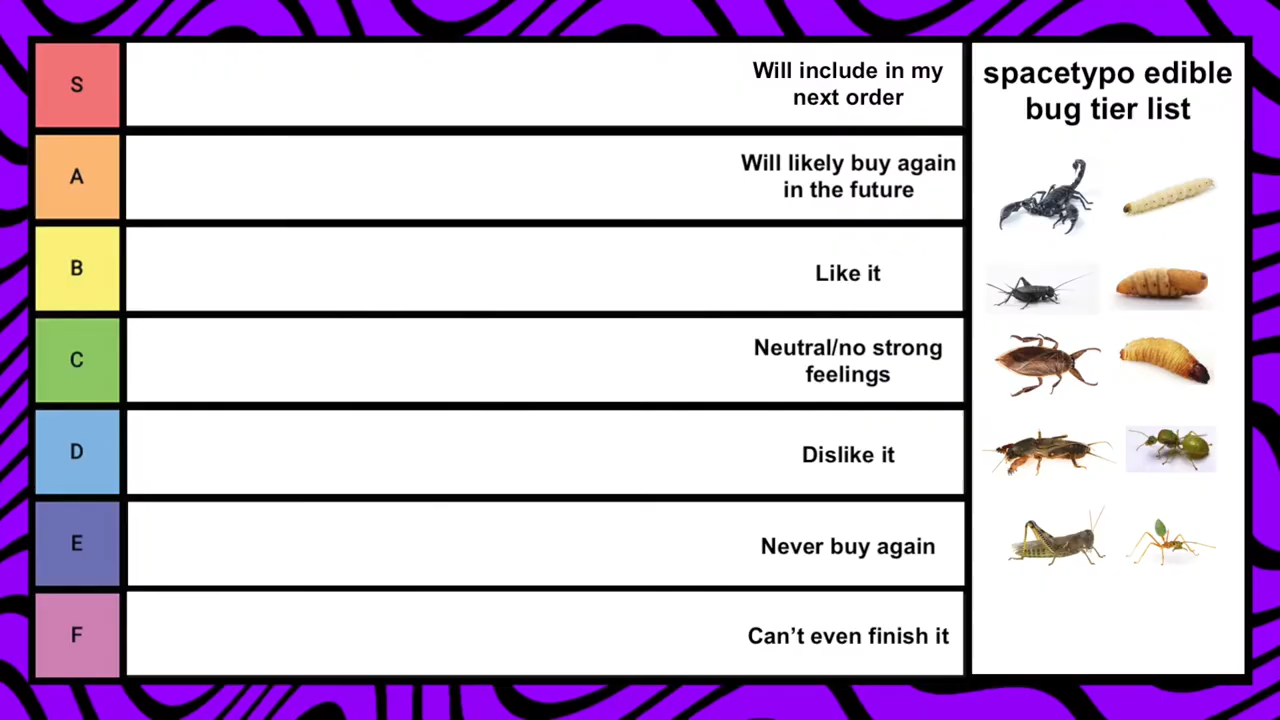 S
Will include in my
next order
A
Will likely buy again
in the future
B
Like it
C
Neutral/no strong
feelings
D
Dislike it
E
Never buy again
F
Can’t even finish it
spacetypo edible
bug tier list